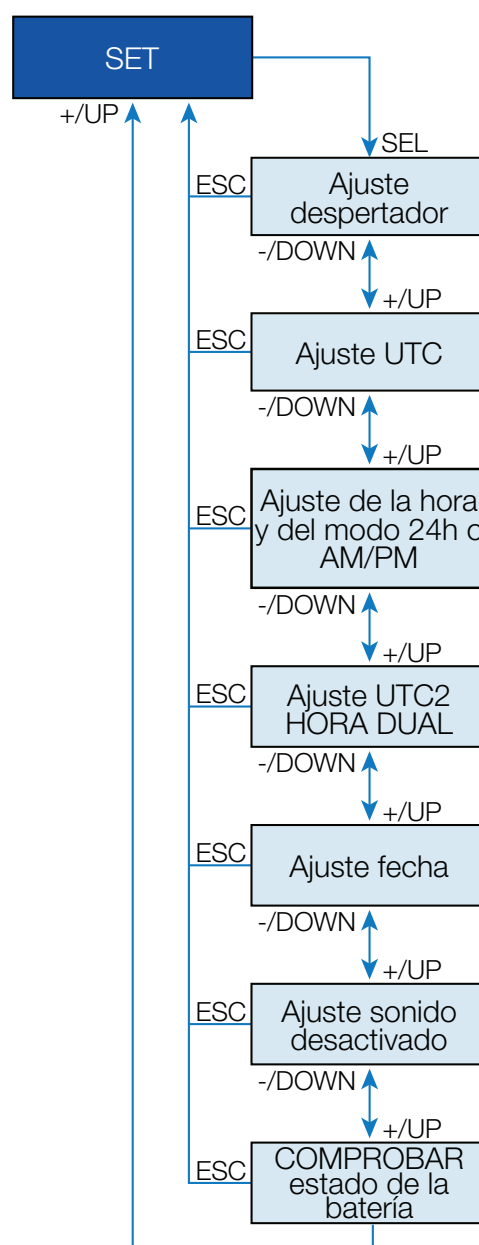 SET
+/UP
SEL
ESC
Ajuste
despertador
-/DOWN
+/UP
ESC
Ajuste UTC
-/DOWN
+/UP
ESC
Ajuste de la hora
y del modo 24h o
AM/PM
-/DOWN
+/UP
ESC
Ajuste UTC2
HORA DUAL
-/DOWN
+/UP
ESC
Ajuste fecha
-/DOWN
+/UP
ESC
Ajuste sonido
desactivado
-/DOWN
+/UP
ESC
COMPROBAR
estado de la
batería